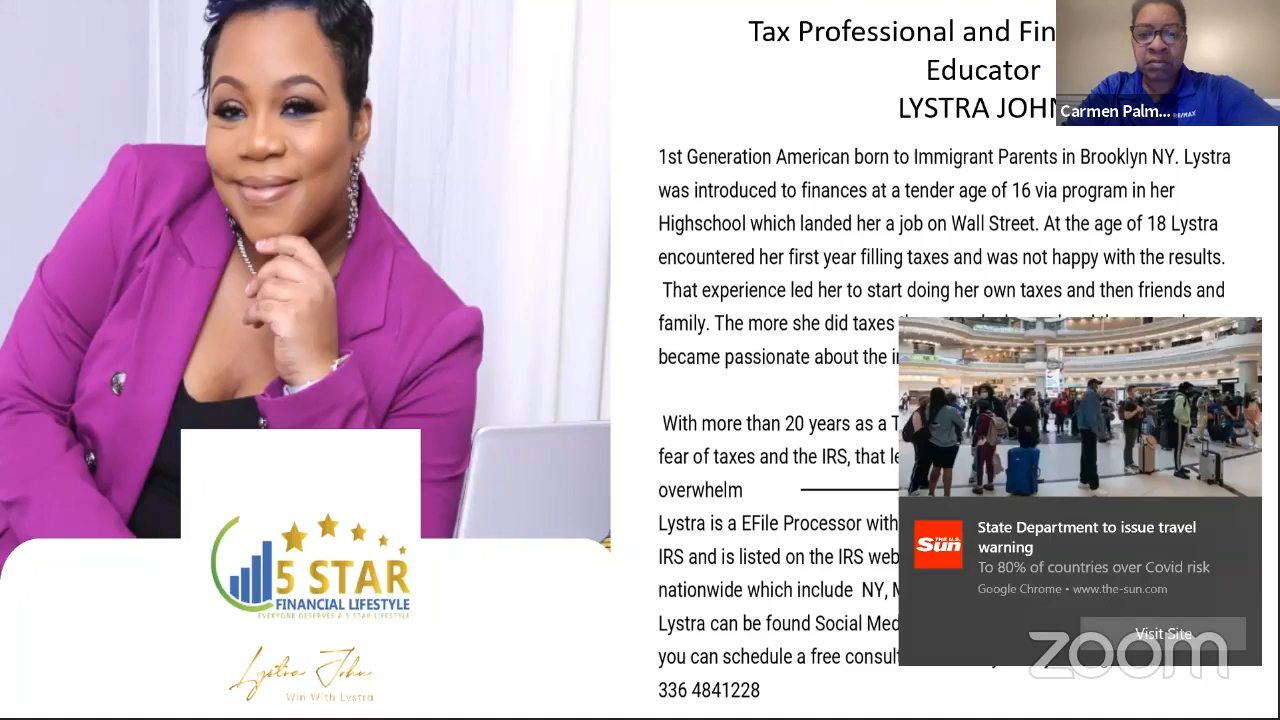 Tax Professional and Fin
Educator
LYSTRA JOHN
Carmen Palm...
RE/MAX
1st Generation American born to Immigrant Parents in Brooklyn NY. Lystra
was introduced to finances at a tender age of 16 via program in her
Highschool which landed her a job on Wall Street. At the age of 18 Lystra
encountered her first year filling taxes and was not happy with the results.
That experience led her to start doing her own taxes and then friends and
family. The more she did taxes
became passionate about the i
With more than 20 years as a T
fear of taxes and the IRS, that le
overwhelm
Lystra is a EFile Processor with
IRS and is listed on the IRS web
nationwide which include NY, M
Lystra can be found Social Med
you can schedule a free consul
336 4841228
THE U.S.
Sun
State Department to issue travel
warning
To 80% of countries over Covid risk
Google Chrome • www.the-sun.com
Visit Site
zoom
5 STAR
FINANCIAL LIFESTYLE
EVERYONE DESERVES A 5 STAR LIFESTYLE
Lystra John
Win With Lystra